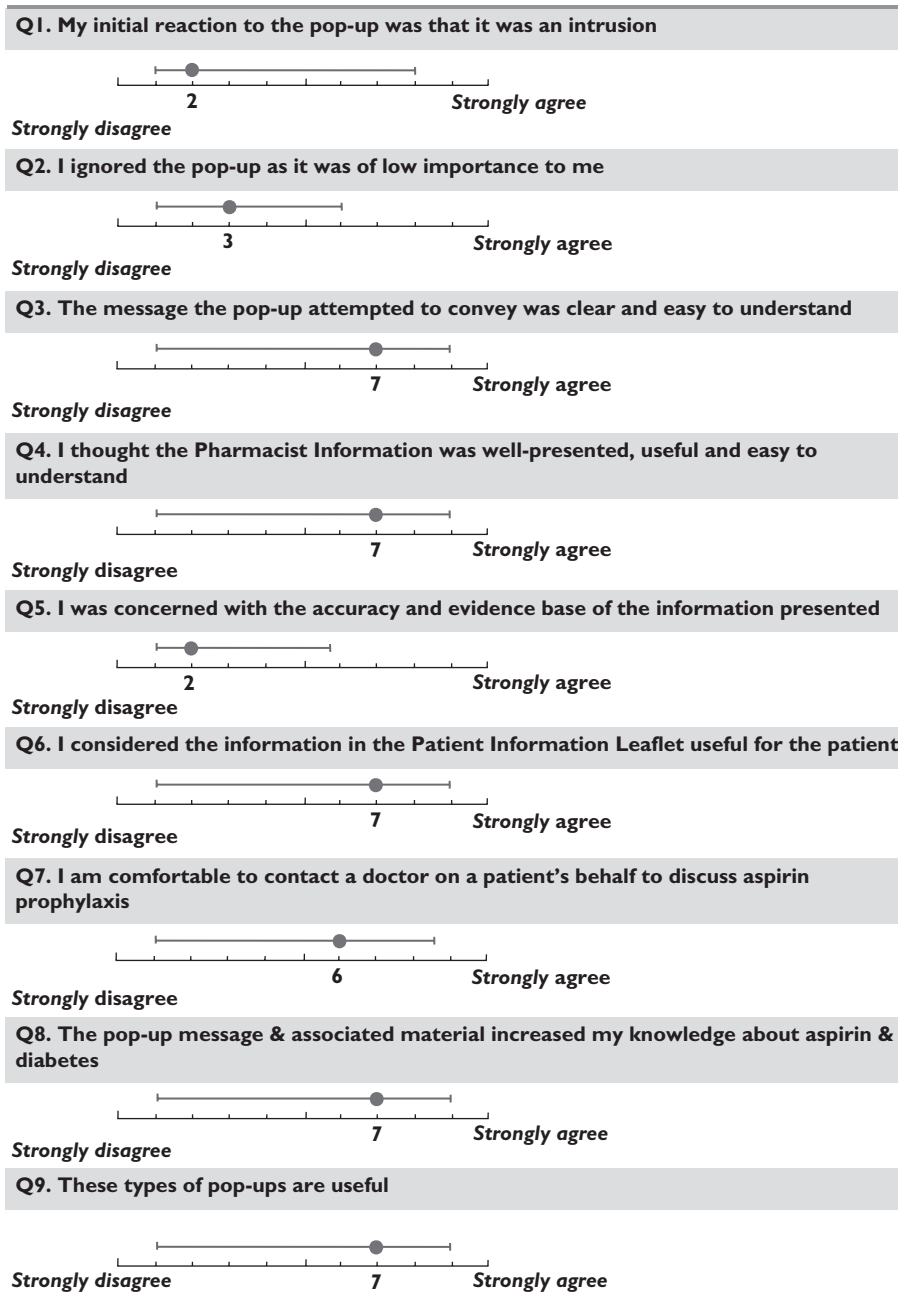 Q1. My initial reaction to the pop-up was that it was an intrusion
2
Strongly agree
Strongly disagree
Q2. I ignored the pop-up as it was of low importance to me
3
Strongly agree
Strongly disagree
Q3. The message the pop-up attempted to convey was clear and easy to understand
7
Strongly agree
Strongly disagree
Q4. I thought the Pharmacist Information was well-presented, useful and easy to
understand
7
Strongly agree
Strongly disagree
Q5. I was concerned with the accuracy and evidence base of the information presented
2
Strongly agree
Strongly disagree
Q6. I considered the information in the Patient Information Leaflet useful for the patient
7
Strongly agree
Strongly disagree
Q7. I am comfortable to contact a doctor on a patient's behalf to discuss aspirin
prophylaxis
6
Strongly agree
Strongly disagree
Q8. The pop-up message & associated material increased my knowledge about aspirin &
diabetes
7
Strongly agree
Strongly disagree
Q9. These types of pop-ups are useful
Strongly disagree
7
Strongly agree